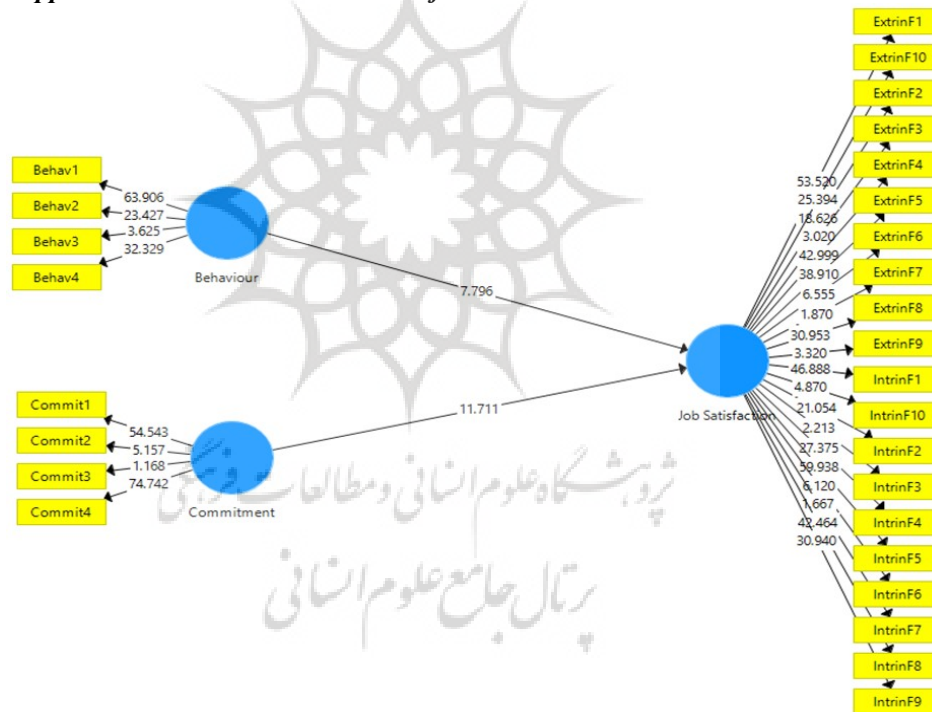 ExtrinF1
ExtrinF10
ExtrinF2
ExtrinF3
ExtrinF4
ExtrinF5
ExtrinF6
ExtrinF7
ExtrinF8
ExtrinF9
IntrinF1
IntrinF10
IntrinF2
IntrinF3
IntrinF4
IntrinF5
IntrinF6
IntrinF7
IntrinF8
IntrinF9
53.520
25.394
18.626
3.020
42.999
38.910
6.555
1.870
30.953
3.320
46.888
4.870
21.054
2.213
27.375
59.938
6.120
1.667
42.464
30.940
Behav1
Behav2
Behav3
Behav4
63.906
23.427
3.625
32.329
Behaviour
7.796
Job Satisfaction
11.711
Commit1
Commit2
Commit3
Commit4
54.543
5.157
1.168
74.742
Commitment
پژوهشگاه علوم انسانی و مطالعات فرهنگی
پرتال جامع علوم انسانی